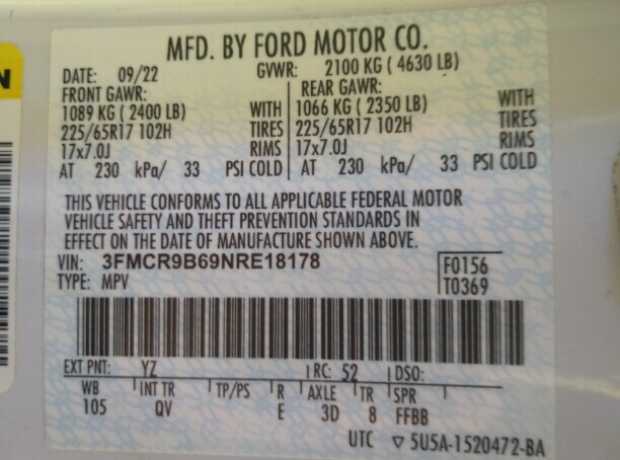 MFD. BY FORD MOTOR CO.
DATE: 09/22 GVWR: 2100 KG ( 4630 LB)
FRONT GAWR: REAR GAWR:
1089 KG ( 2400 LB) WITH 1066 KG ( 2350 LB) WITH
225/65R17 102H TIRES 225/65R17 102H TIRES
17x7.0J RIMS 17x7.0J RIMS
AT 230 kPa/ 33 PSI COLD AT 230 kPa/ 33 PSI COLD
THIS VEHICLE CONFORMS TO ALL APPLICABLE FEDERAL MOTOR
VEHICLE SAFETY AND THEFT PREVENTION STANDARDS IN
EFFECT ON THE DATE OF MANUFACTURE SHOWN ABOVE.
VIN: 3FMCR9B69NRE18178 F0156
TYPE: MPV T0369
EXT PNT: YZ RC: 52 DSO:
WB INT TR TP/PS R AXLE TR SPR
105 QV E 3D 8 FFBB
UTC ▽ 5U5A-1520472-BA
N